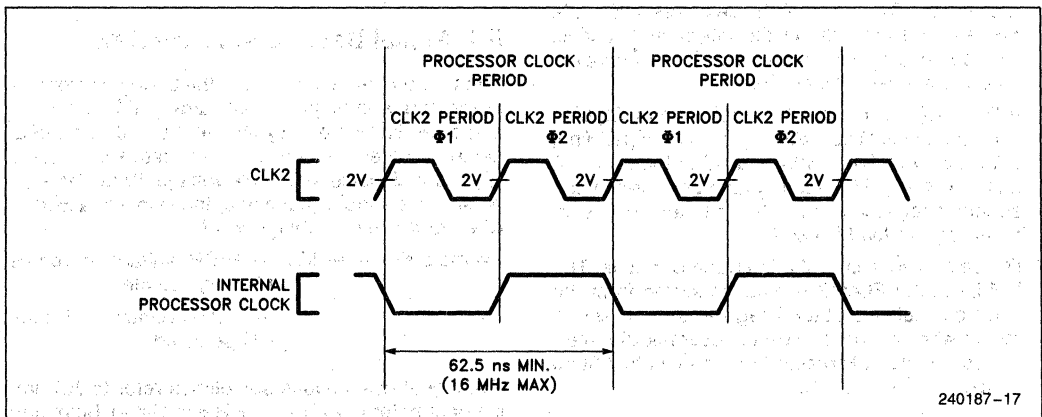 PROCESSOR CLOCK PERIOD
PROCESSOR CLOCK PERIOD
CLK2 PERIOD Φ1
CLK2 PERIOD Φ2
CLK2 PERIOD Φ1
CLK2 PERIOD Φ2
CLK2
2V
2V
2V
2V
2V
INTERNAL
PROCESSOR CLOCK
62.5 ns MIN.
(16 MHz MAX)
240187-17